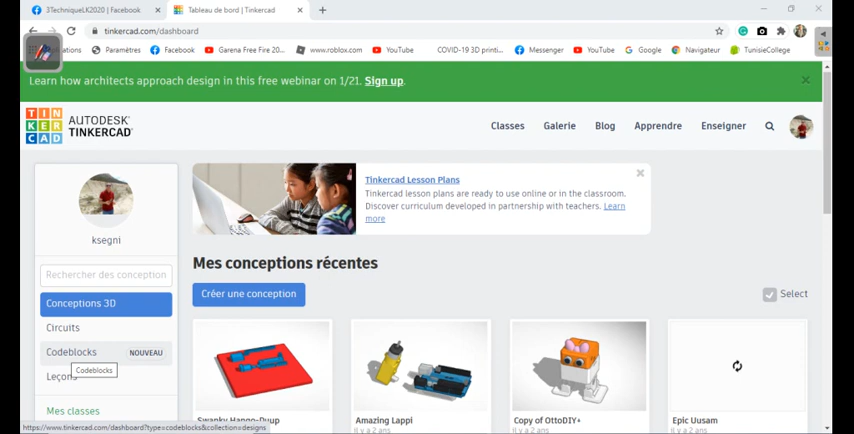 3TechniqueLK2020 | Facebook
Tableau de bord | Tinkercad
tinkercad.com/dashboard
Paramètres
Facebook
Garena Free Fire 20...
www.roblox.com
YouTube
COVID-19 3D printi...
Messenger
YouTube
Google
Navigateur
TunisieCollege
Learn how architects approach design in this free webinar on 1/21. Sign up.
TIN
KER
CAD
AUTODESK
TINKERCAD
Classes
Galerie
Blog
Apprendre
Enseigner
Tinkercad Lesson Plans
Tinkercad lesson plans are ready to use online or in the classroom.
Discover curriculum developed in partnership with teachers. Learn
more
ksegni
Rechercher des conception
Conceptions 3D
Circuits
Codeblocks NOUVEAU
Codeblocks
Leçons
Mes classes
Mes conceptions récentes
Créer une conception
Select
Amazing Lappi
Il y a 2 ans
Copy of OttoDIY+
Il y a 2 ans
Epic Uusam
Il y a 2 ans
https://www.tinkercad.com/dashboard?type=codeblocks&collection=designs